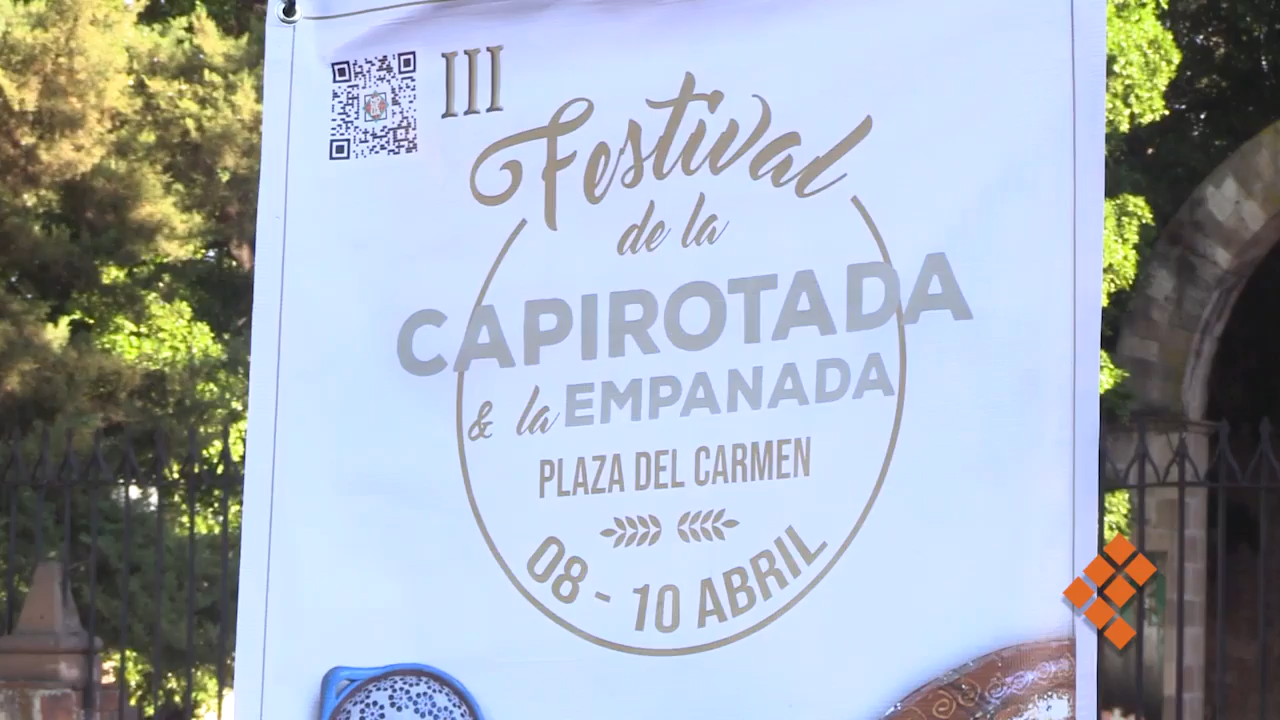 III
Festival
de la
CAPIROTADA
& la EMPANADA
PLAZA DEL CARMEN
08 - 10 ABRIL